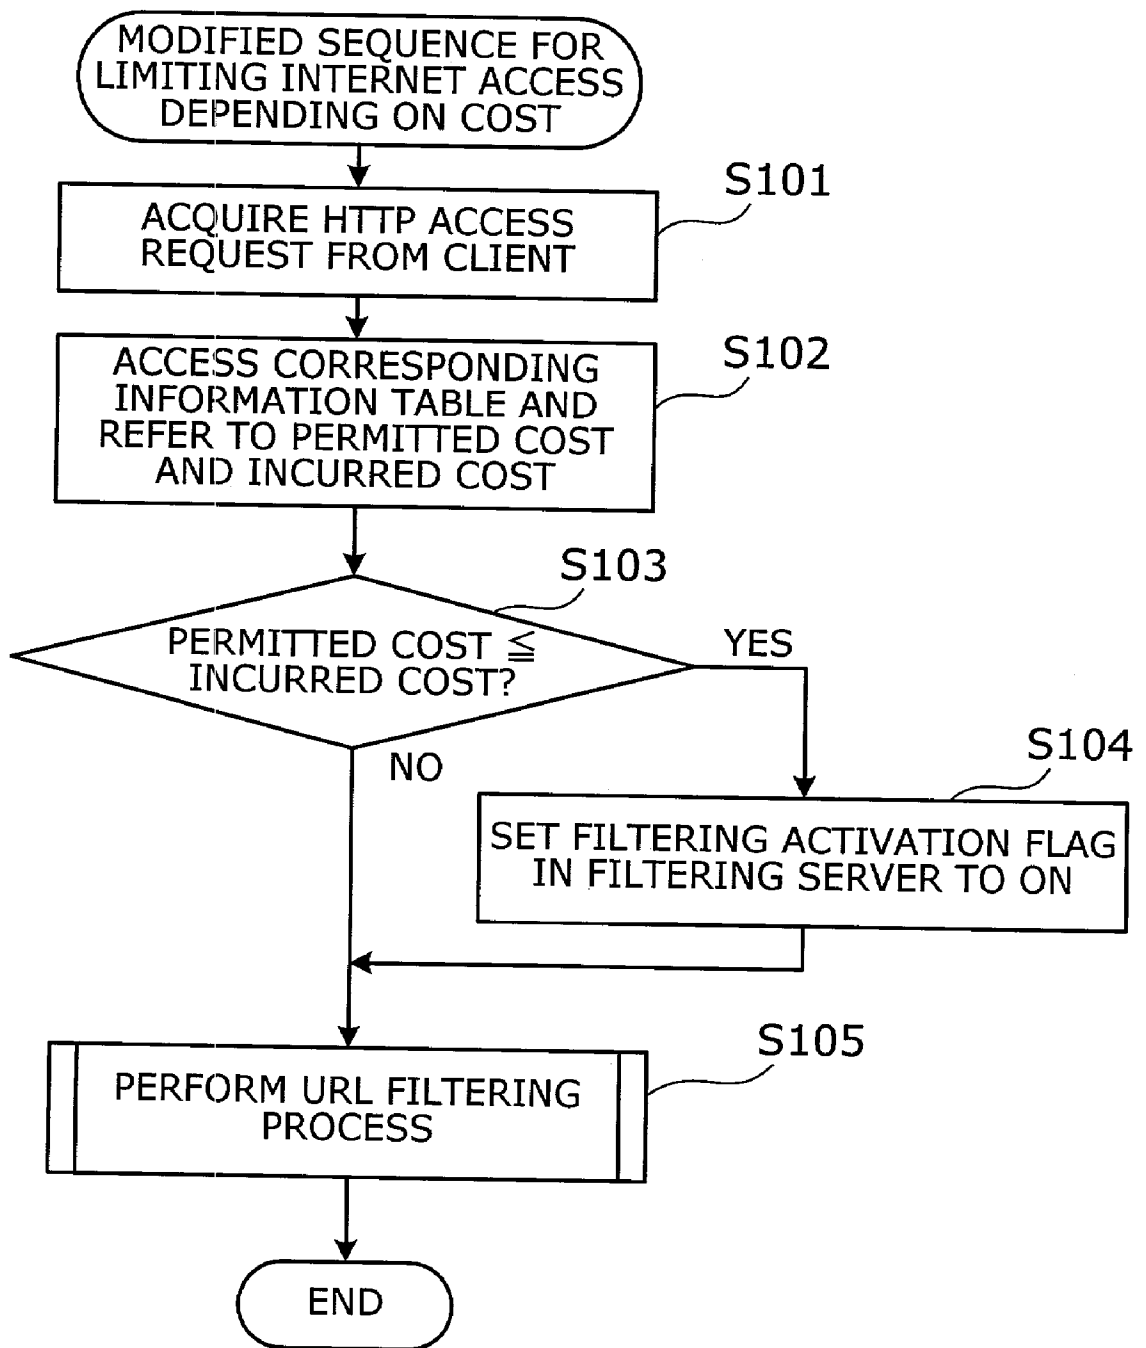 MODIFIED SEQUENCE FOR
LIMITING INTERNET ACCESS
DEPENDING ON COST
S101
ACQUIRE HTTP ACCESS
REQUEST FROM CLIENT
S102
ACCESS CORRESPONDING
INFORMATION TABLE AND
REFER TO PERMITTED COST
AND INCURRED COST
S103
PERMITTED COST ≦
INCURRED COST?
YES
NO
S104
SET FILTERING ACTIVATION FLAG
IN FILTERING SERVER TO ON
S105
PERFORM URL FILTERING
PROCESS
END